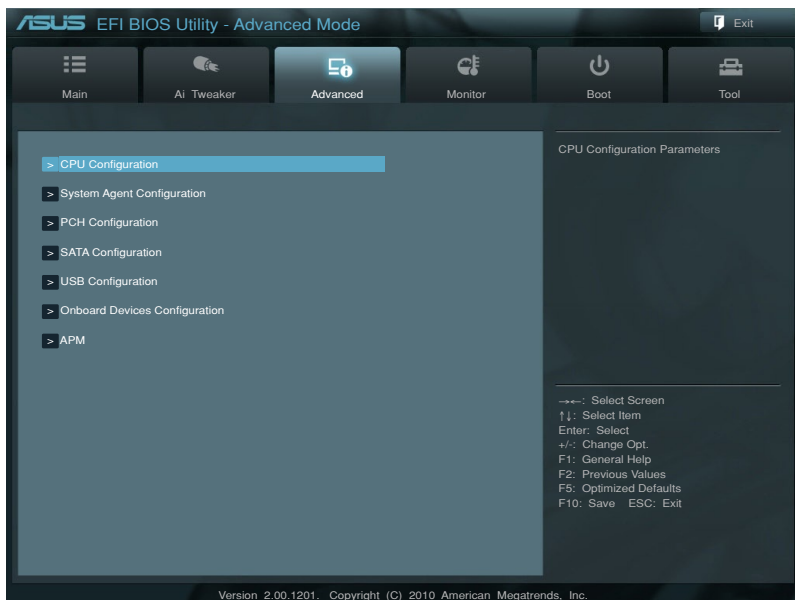 ASUS EFI BIOS Utility - Advanced Mode
Exit
Main
Ai Tweaker
Advanced
Monitor
Boot
Tool
> CPU Configuration
> System Agent Configuration
> PCH Configuration
> SATA Configuration
> USB Configuration
> Onboard Devices Configuration
> APM
CPU Configuration Parameters
→←: Select Screen
↑↓: Select Item
Enter: Select
+/-: Change Opt.
F1: General Help
F2: Previous Values
F5: Optimized Defaults
F10: Save ESC: Exit
Version 2.00.1201. Copyright (C) 2010 American Megatrends, Inc.